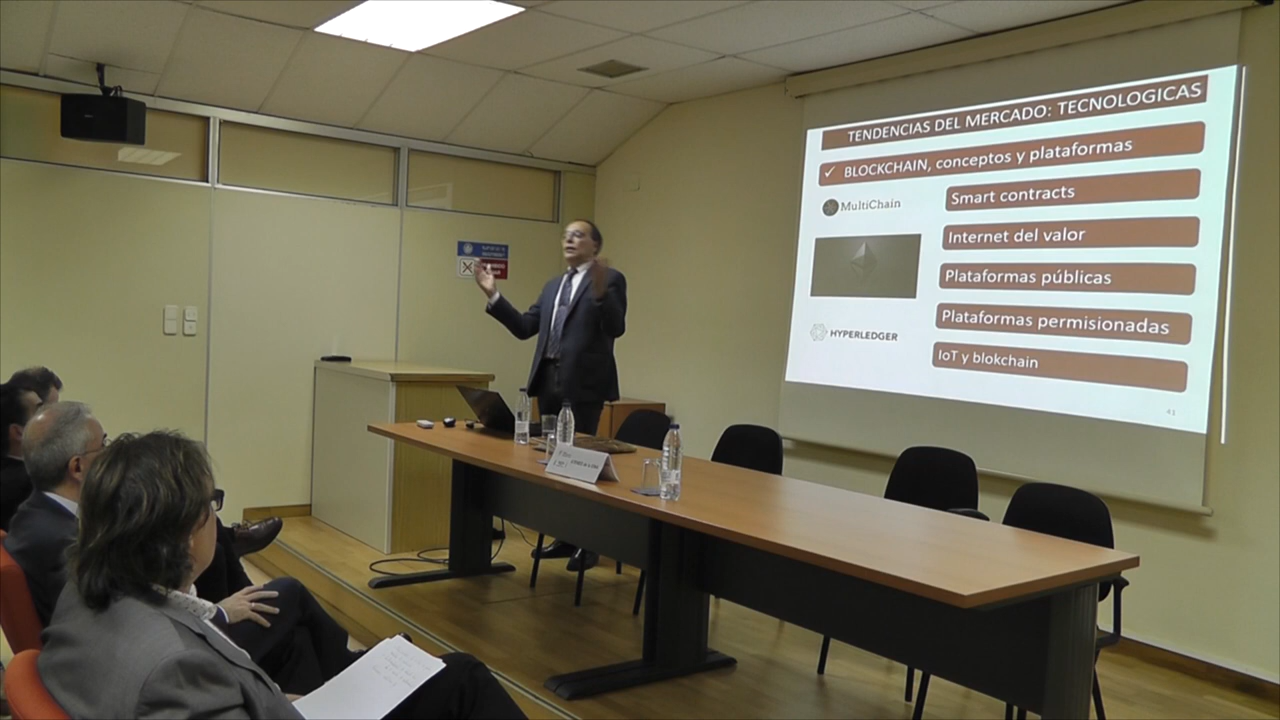 TENDENCIAS DEL MERCADO: TECNOLOGICAS
✓ BLOCKCHAIN, conceptos y plataformas
MultiChain
Smart contracts
Internet del valor
Plataformas públicas
HYPERLEDGER
Plataformas permisionadas
IoT y blokchain
41